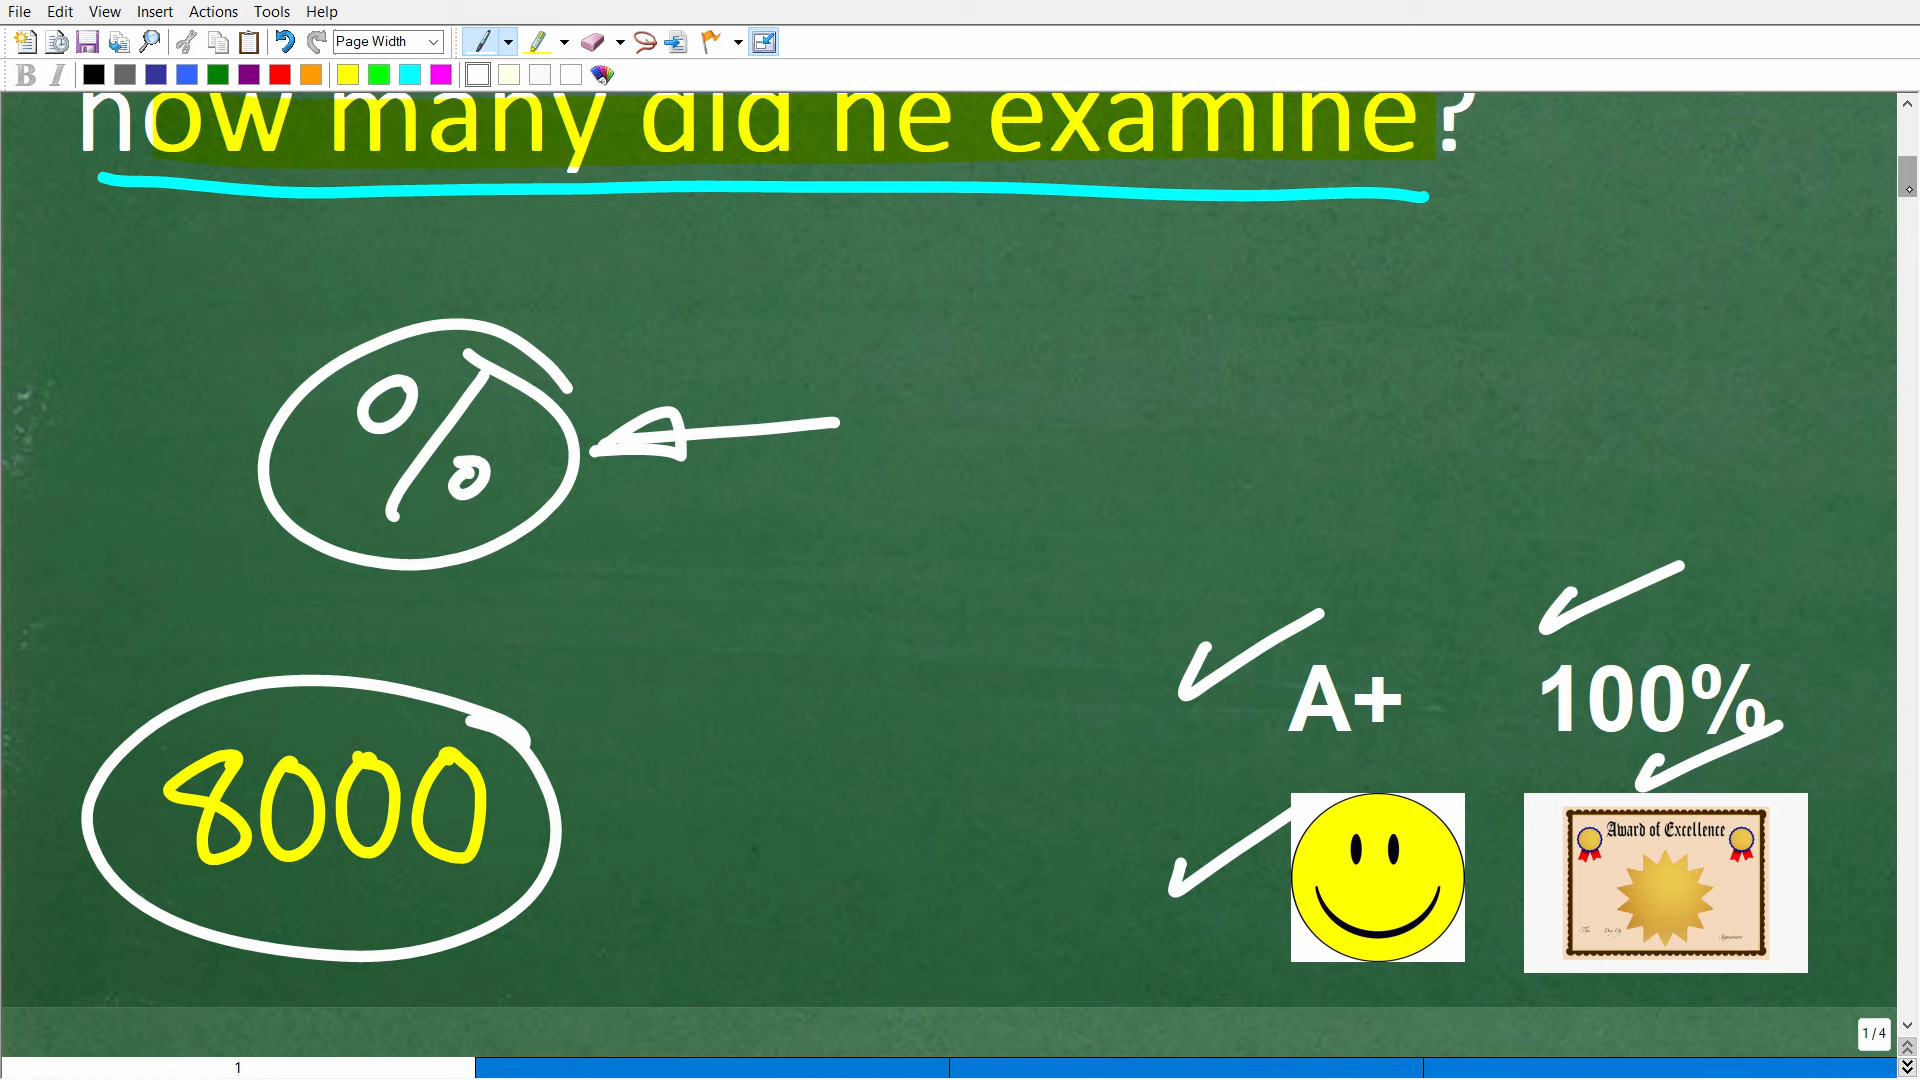 File Edit View Insert Actions Tools Help
Page Width
B I
how many did he examine?
%
A+ 100%
8000
Award of Excellence
1 / 4
1